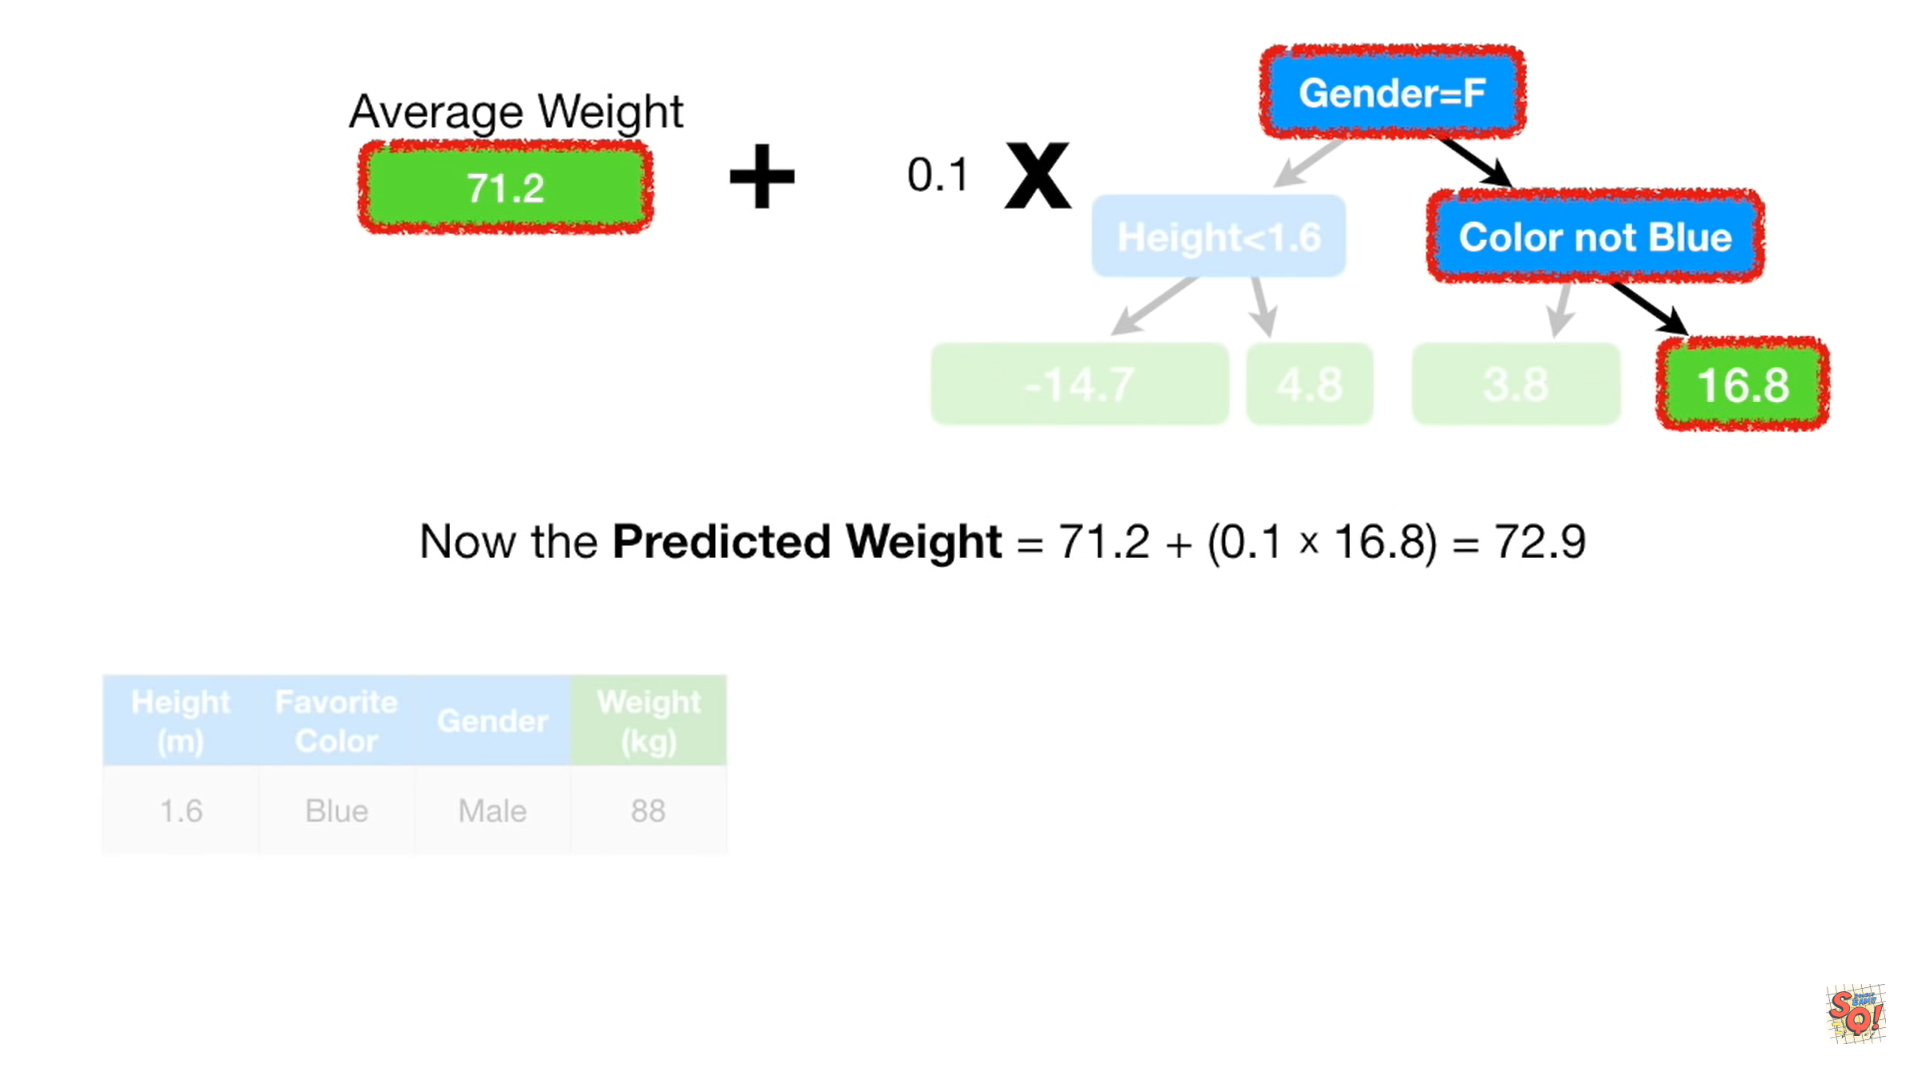 Average Weight
71.2
+
0.1
X
Gender=F
Height<1.6
Color not Blue
-14.7
4.8
3.8
16.8
Now the Predicted Weight = 71.2 + (0.1 × 16.8) = 72.9
Height
(m)
Favorite
Color
Gender
Weight
(kg)
1.6
Blue
Male
88
SQ!